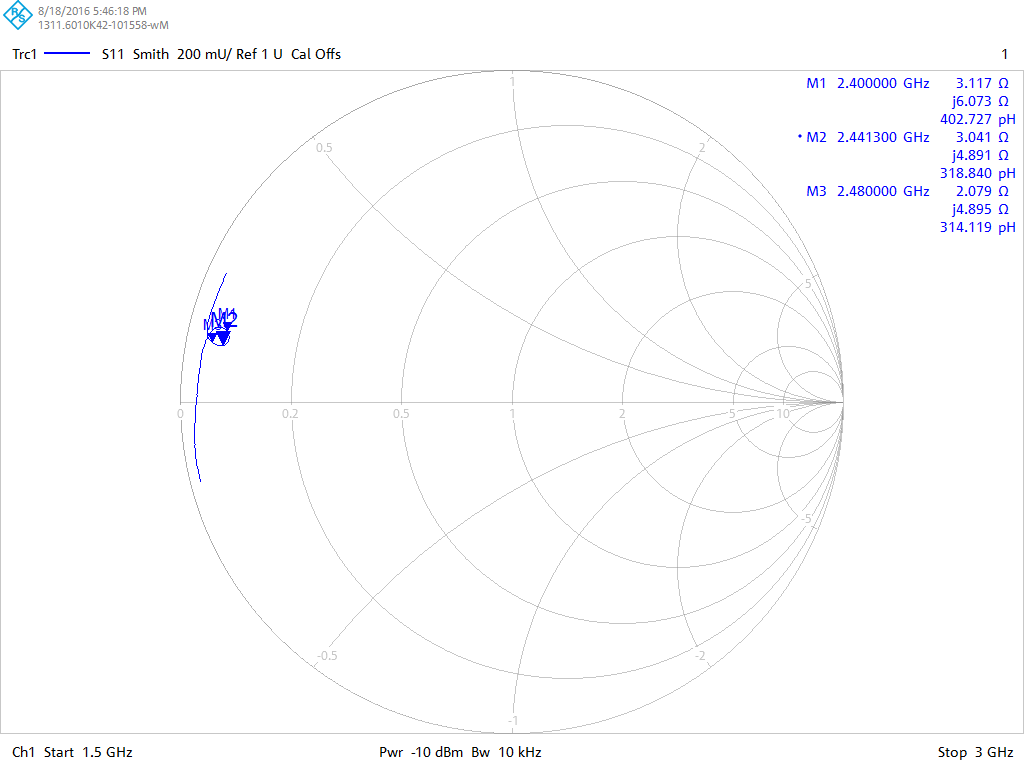 R&S
8/18/2016 5:46:18 PM
1311.6010K42-101558-wM
Trc1 S11 Smith 200 mU/ Ref 1 U Cal Offs 1
M1 2.400000 GHz 3.117 Ω
j6.073 Ω
402.727 pH
• M2 2.441300 GHz 3.041 Ω
j4.891 Ω
318.840 pH
M3 2.480000 GHz 2.079 Ω
j4.895 Ω
314.119 pH
1
0.5 2
5
M1
M2
M3
0 0.2 0.5 1 2 5 10
-5
-0.5 -2
-1
Ch1 Start 1.5 GHz Pwr -10 dBm Bw 10 kHz Stop 3 GHz